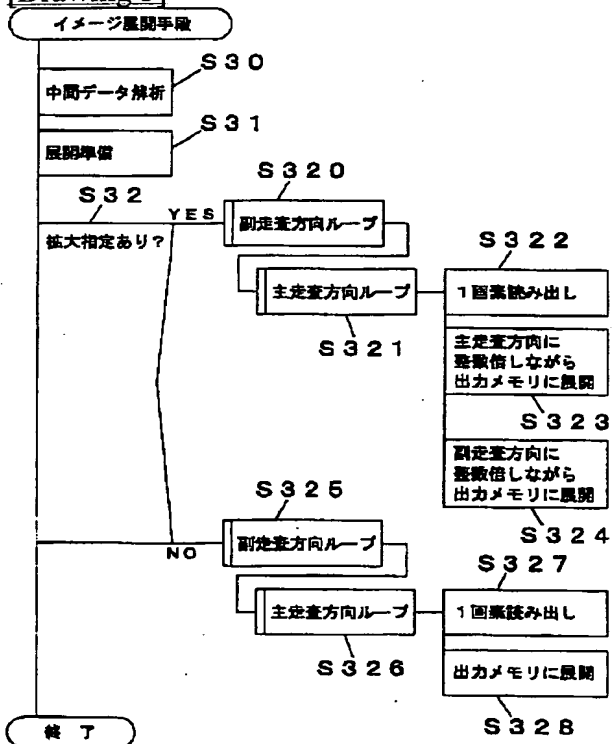 イメージ展開手段
S30
中間データ解析
S31
展開準備
S32
YES
拡大指定あり?
S320
副走査方向ループ
主走査方向ループ
S321
S322
1画素読み出し
主走査方向に
整数倍しながら
出力メモリに展開
S323
副走査方向に
整数倍しながら
出力メモリに展開
S324
S325
NO
副走査方向ループ
主走査方向ループ
S326
S327
1画素読み出し
出力メモリに展開
S328
終了